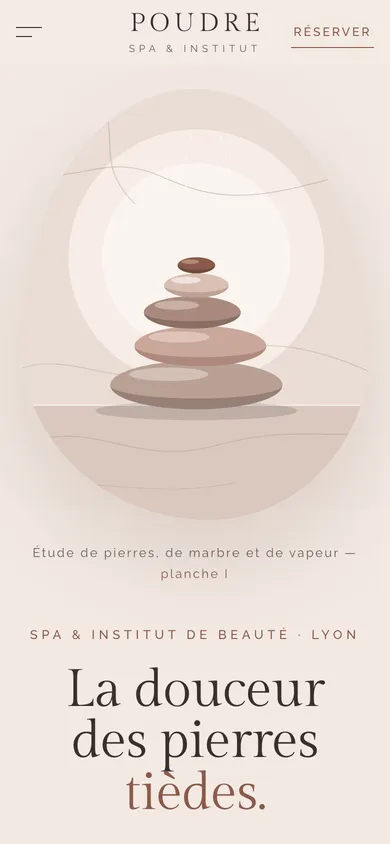 POUDRE
SPA & INSTITUT
RÉSERVER
Étude de pierres, de marbre et de vapeur —
planche I
SPA & INSTITUT DE BEAUTÉ · LYON
La douceur
des pierres
tièdes.